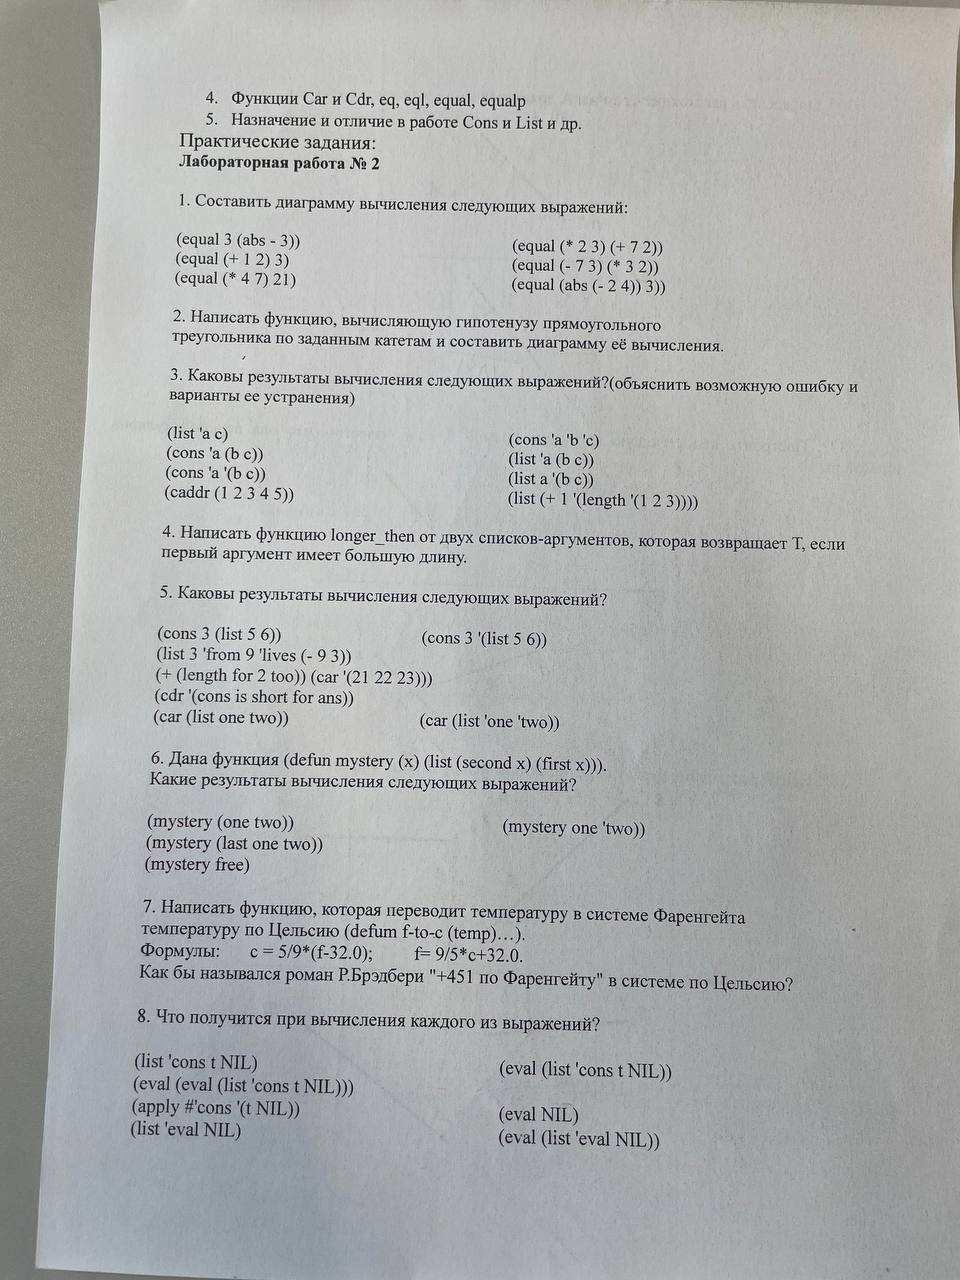 4. Функции Car и Cdr, eq, eql, equal, equalp
5. Назначение и отличие в работе Cons и List и др.
Практические задания:
Лабораторная работа № 2
1. Составить диаграмму вычисления следующих выражений:
(equal 3 (abs - 3)) (equal (* 2 3) (+ 7 2))
(equal (+ 1 2) 3) (equal (- 7 3) (* 3 2))
(equal (* 4 7) 21) (equal (abs (- 2 4)) 3))
2. Написать функцию, вычисляющую гипотенузу прямоугольного
треугольника по заданным катетам и составить диаграмму её вычисления.
3. Каковы результаты вычисления следующих выражений?(объяснить возможную ошибку и
варианты ее устранения)
(list 'a c) (cons 'a 'b 'c)
(cons 'a (b c)) (list 'a (b c))
(cons 'a '(b c)) (list a '(b c))
(caddr (1 2 3 4 5)) (list (+ 1 '(length '(1 2 3))))
4. Написать функцию longer_then от двух списков-аргументов, которая возвращает Т, если
первый аргумент имеет большую длину.
5. Каковы результаты вычисления следующих выражений?
(cons 3 (list 5 6)) (cons 3 '(list 5 6))
(list 3 'from 9 'lives (- 9 3))
(+ (length for 2 too)) (car '(21 22 23)))
(cdr '(cons is short for ans))
(car (list one two)) (car (list 'one 'two))
6. Дана функция (defun mystery (x) (list (second x) (first x))).
Какие результаты вычисления следующих выражений?
(mystery (one two)) (mystery one 'two))
(mystery (last one two))
(mystery free)
7. Написать функцию, которая переводит температуру в системе Фаренгейта
температуру по Цельсию (defum f-to-c (temp)…).
Формулы: c = 5/9*(f-32.0); f= 9/5*c+32.0.
Как бы назывался роман Р.Брэдбери "+451 по Фаренгейту" в системе по Цельсию?
8. Что получится при вычисления каждого из выражений?
(list 'cons t NIL) (eval (list 'cons t NIL))
(eval (eval (list 'cons t NIL)))
(apply #'cons '(t NIL)) (eval NIL)
(list 'eval NIL) (eval (list 'eval NIL))